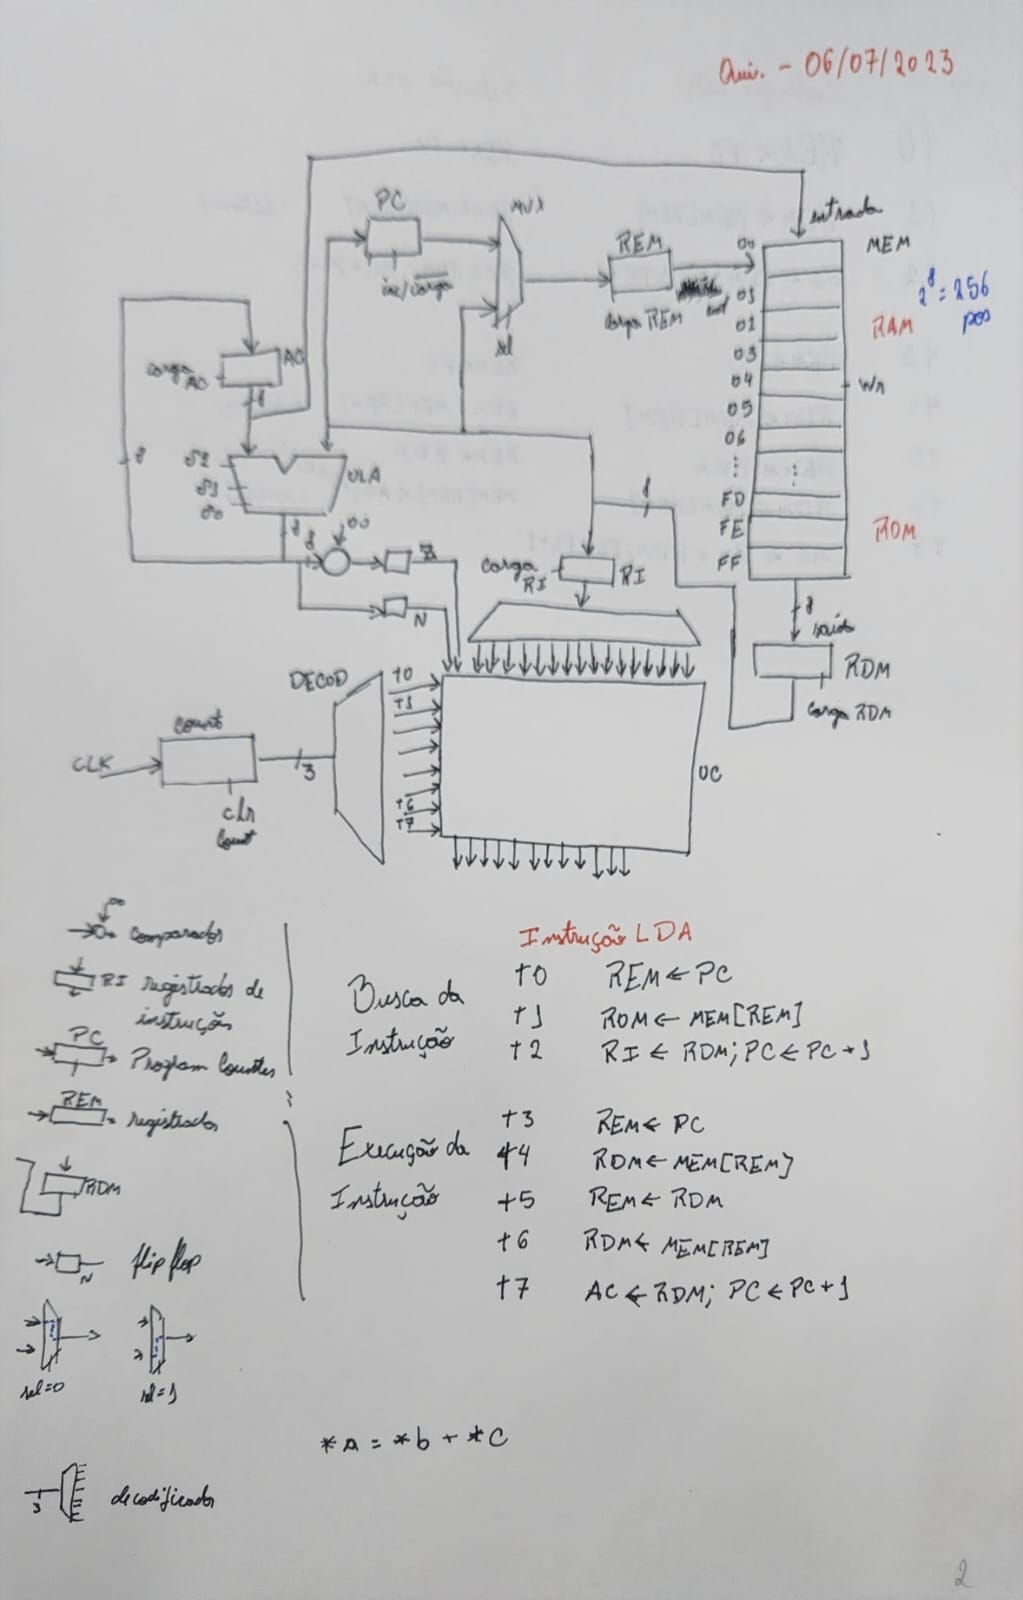 Qui. - 06/07/2023
PC
MUX
inc/carga
REM
carga REM
sel
entrada
MEM
00
01
01
03
04
05
06
⋮
FD
FE
FF
⋮
RAM
2^8 = 256
pos
Wr
ROM
carga
AC
AC
8
8
S2
S1
S0
ULA
8
8
00
Z
N
carga
RI
RI
8
8
saída
RDM
carga RDM
DECOD
t0
t1
t6
t7
UC
count
CLK
3
clr
count
00
comparador
RI registrador de
instrução
PC
Program Counter
REM
registrador
RDM
N flip flop
sel=0
sel=1
3
decodificador
Instrução LDA
Busca da
Instrução
t0 REM ← PC
t1 RDM ← MEM[REM]
t2 RI ← RDM; PC ← PC + 1
Execução da
Instrução
t3 REM ← PC
t4 RDM ← MEM[REM]
t5 REM ← RDM
t6 RDM ← MEM[REM]
t7 AC ← RDM; PC ← PC + 1
*a = *b + *c
2